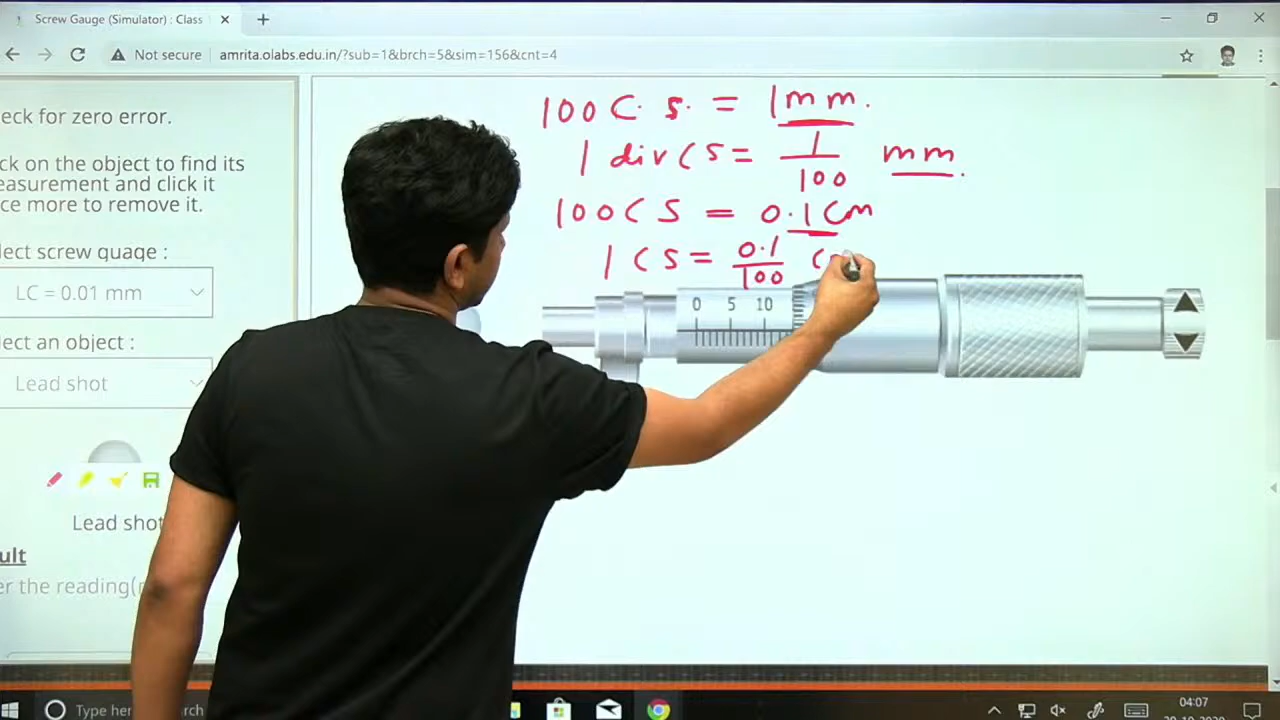 Screw Gauge (Simulator) : Class
Not secure
amrita.olabs.edu.in/?sub=1&brch=5&sim=156&cnt=4
100 C. S. = 1mm.
1 div CS = 1/100 mm.
100 CS = 0.1 Cm
1 CS = 0.1/100
eck for zero error.
ck on the object to find its
easurement and click it
ce more to remove it.
lect screw guage :
LC = 0.01 mm
lect an object :
Lead shot
0 5 10
Lead shot
ult
er the reading(
Type her
arch
04:07